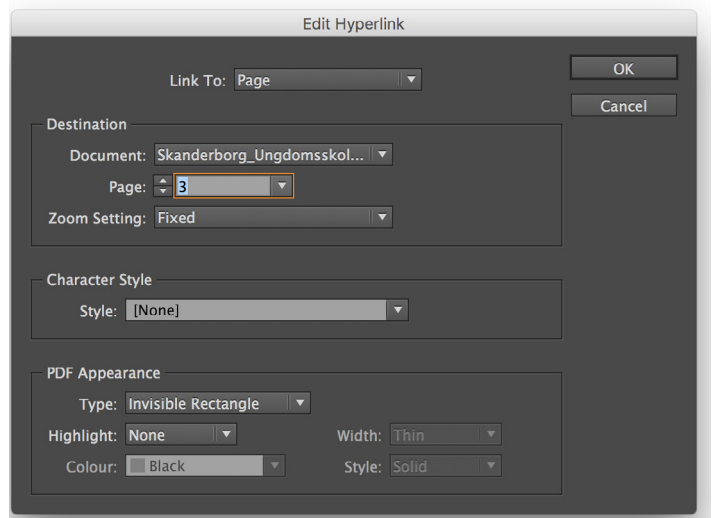 Edit Hyperlink
Link To: Page
OK
Cancel
Destination
Document: Skanderborg_Ungdomsskol...
Page: 3
Zoom Setting: Fixed
Character Style
Style: [None]
PDF Appearance
Type: Invisible Rectangle
Highlight: None Width: Thin
Colour: Black Style: Solid